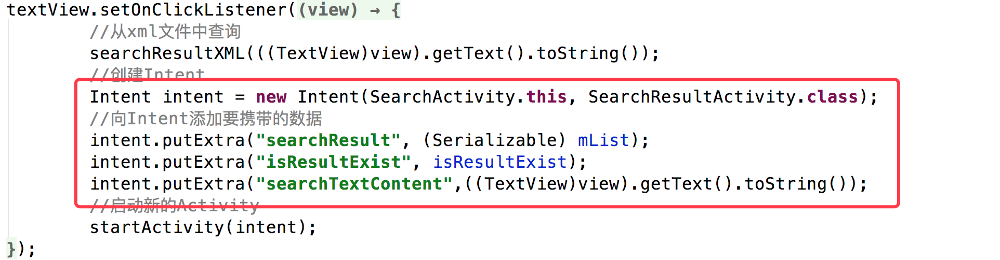 textView.setOnClickListener((view) → {
//从xml文件中查询
searchResultXML(((TextView)view).getText().toString());
//创建Intent
Intent intent = new Intent(SearchActivity.this, SearchResultActivity.class);
//向Intent添加要携带的数据
intent.putExtra("searchResult", (Serializable) mList);
intent.putExtra("isResultExist", isResultExist);
intent.putExtra("searchTextContent",((TextView)view).getText().toString());
//启动新的Activity
startActivity(intent);
});